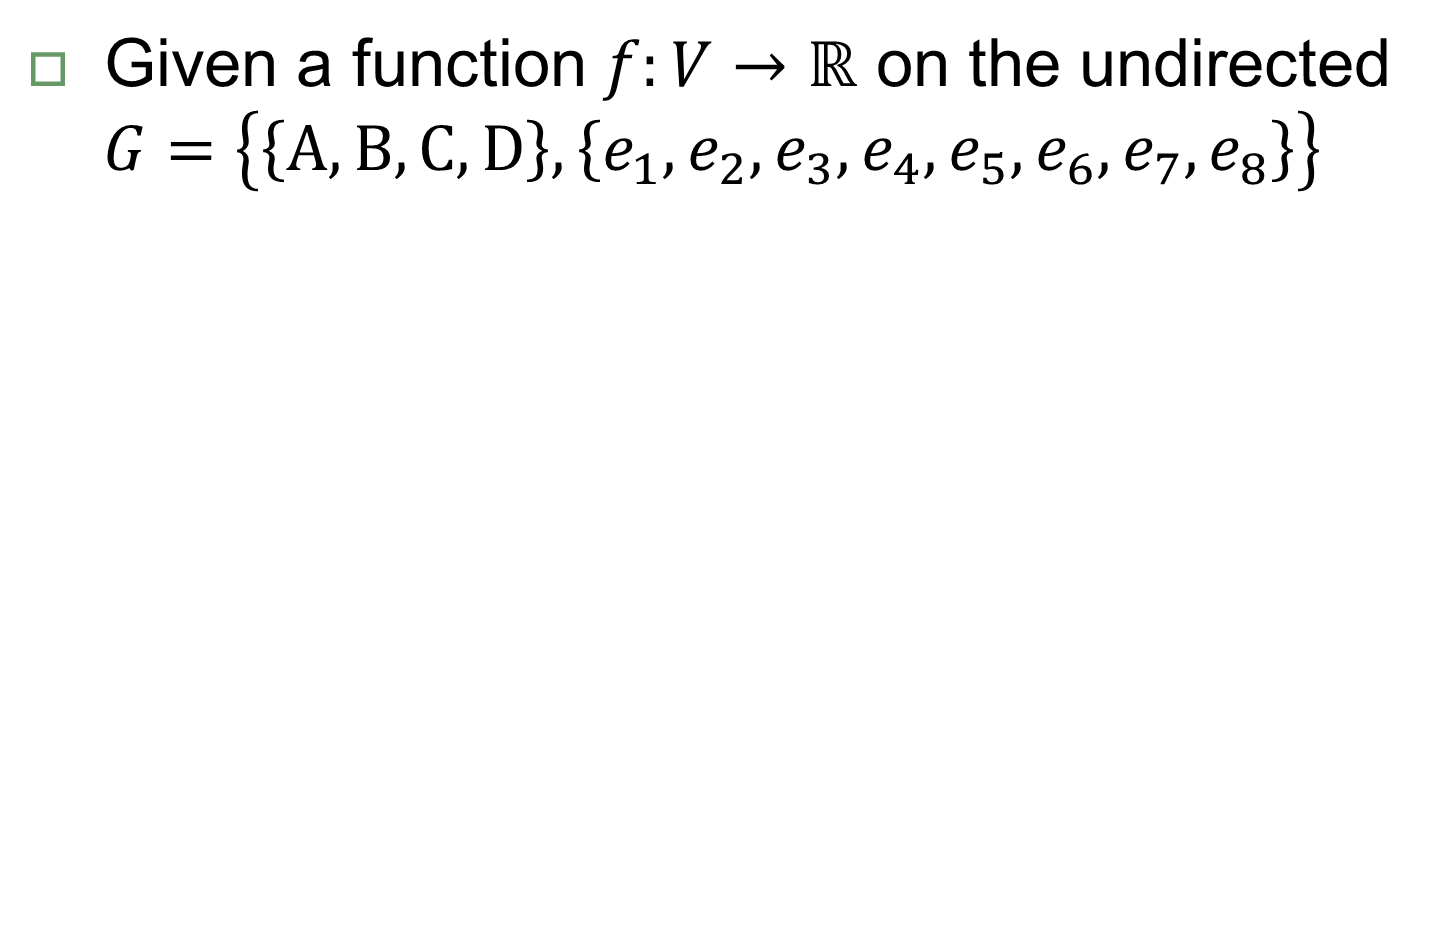 Given a function 𝑓: 𝑉 → ℝ on the undirected
𝐺 = {{A, B, C, D}, {𝑒₁, 𝑒₂, 𝑒₃, 𝑒₄, 𝑒₅, 𝑒₆, 𝑒₇, 𝑒₈}}